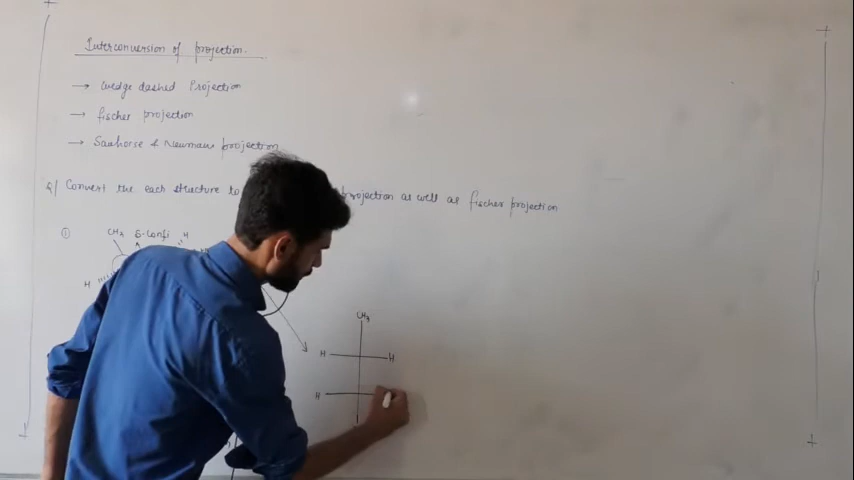 Interconversion of projection.
→ Wedge dashed Projection
→ fischer projection
→ Sawhorse & Newmann projection
Q/ Convert the each structure to projection as well as fischer projection
① CH3 S-Confi H
H
CH3
H H
H